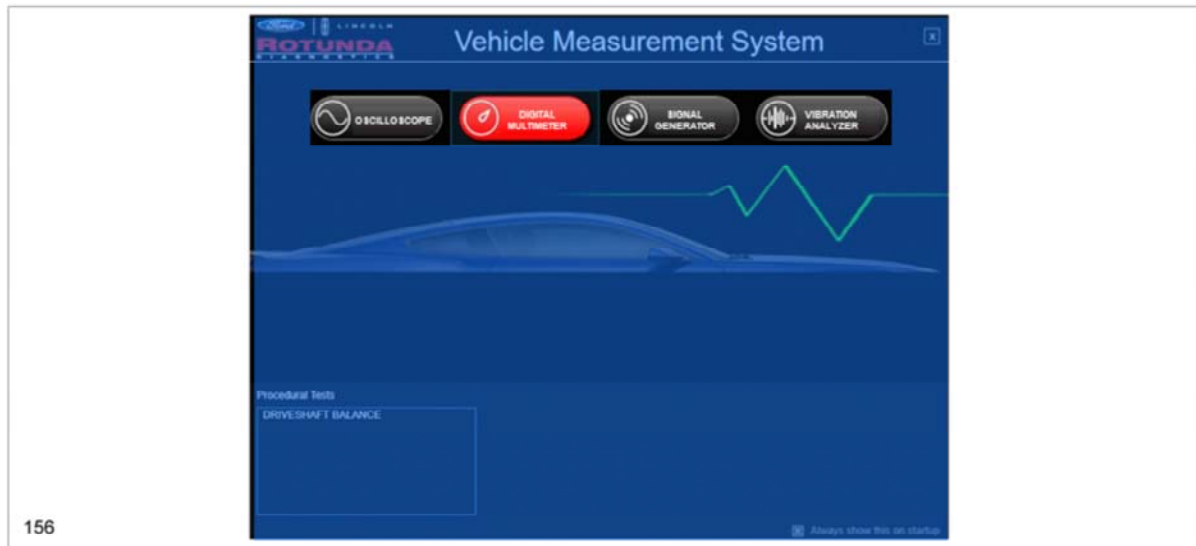 Ford LINCOLN
ROTUNDA
DIAGNOSTICS
Vehicle Measurement System
x
OSCILLOSCOPE
DIGITAL
MULTIMETER
SIGNAL
GENERATOR
VIBRATION
ANALYZER
Procedural Tests
DRIVESHAFT BALANCE
x Always show this on startup
156